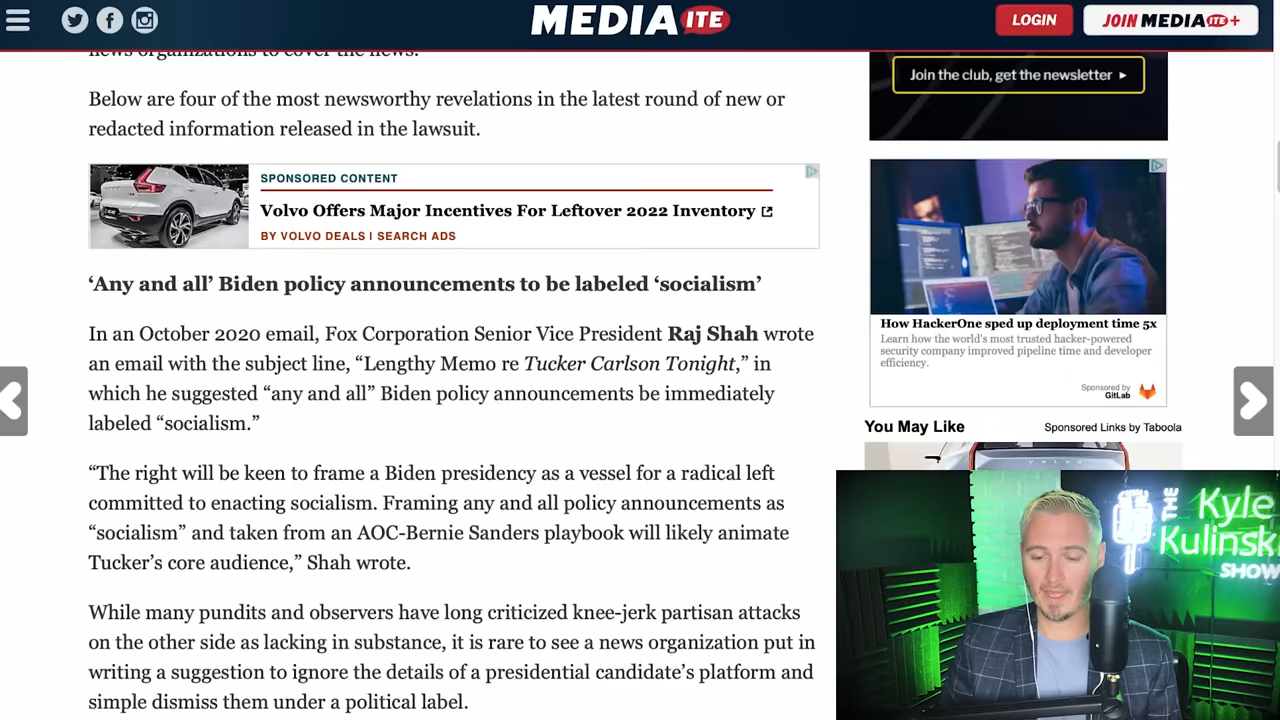 MEDIAITE
LOGIN
JOIN MEDIAITE+
news organizations to cover the news.
Below are four of the most newsworthy revelations in the latest round of new or
redacted information released in the lawsuit.
SPONSORED CONTENT
Volvo Offers Major Incentives For Leftover 2022 Inventory
BY VOLVO DEALS | SEARCH ADS
‘Any and all’ Biden policy announcements to be labeled ‘socialism’
In an October 2020 email, Fox Corporation Senior Vice President Raj Shah wrote
an email with the subject line, “Lengthy Memo re Tucker Carlson Tonight,” in
which he suggested “any and all” Biden policy announcements be immediately
labeled “socialism.”
“The right will be keen to frame a Biden presidency as a vessel for a radical left
committed to enacting socialism. Framing any and all policy announcements as
“socialism” and taken from an AOC-Bernie Sanders playbook will likely animate
Tucker’s core audience,” Shah wrote.
While many pundits and observers have long criticized knee-jerk partisan attacks
on the other side as lacking in substance, it is rare to see a news organization put in
writing a suggestion to ignore the details of a presidential candidate’s platform and
simple dismiss them under a political label.
Join the club, get the newsletter ▸
How HackerOne sped up deployment time 5x
Learn how the world's most trusted hacker-powered
security company improved pipeline time and developer
efficiency.
Sponsored by
GitLab
You May Like
Sponsored Links by Taboola
THE
Kyle
Kulinski
SHOW